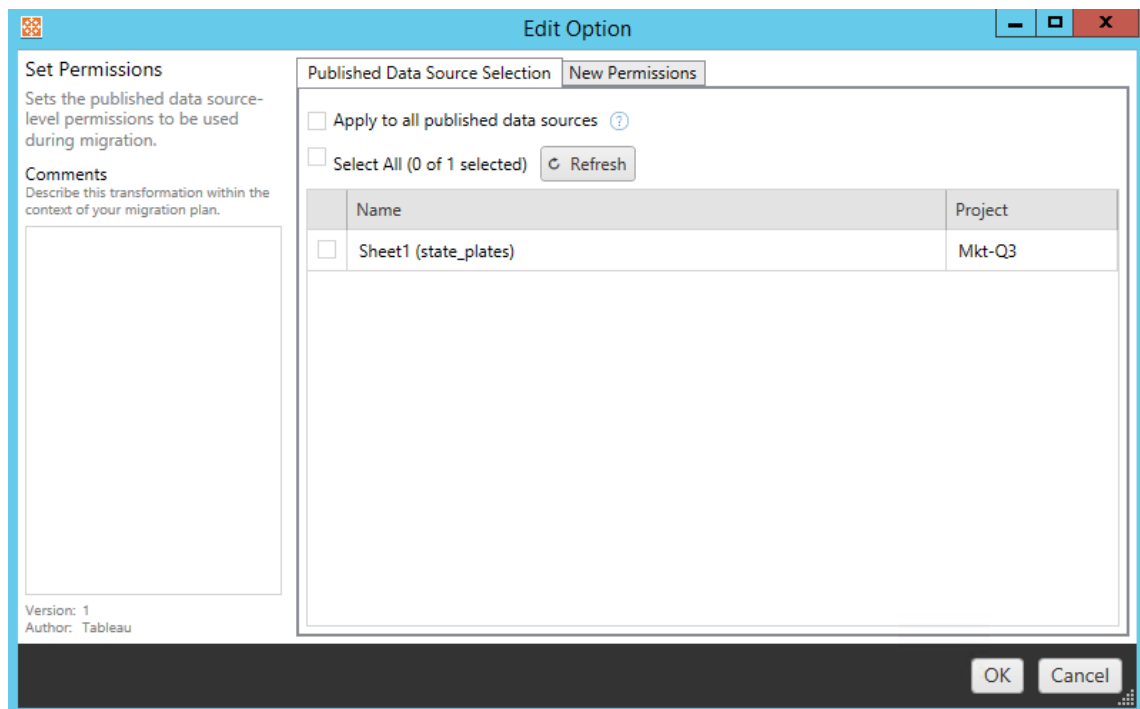 Edit Option
Set Permissions
Sets the published data source-
level permissions to be used
during migration.
Comments
Describe this transformation within the
context of your migration plan.
Version: 1
Author: Tableau
Published Data Source Selection
New Permissions
Apply to all published data sources ?
Select All (0 of 1 selected)
Refresh
Name
Project
Sheet1 (state_plates)
Mkt-Q3
OK
Cancel